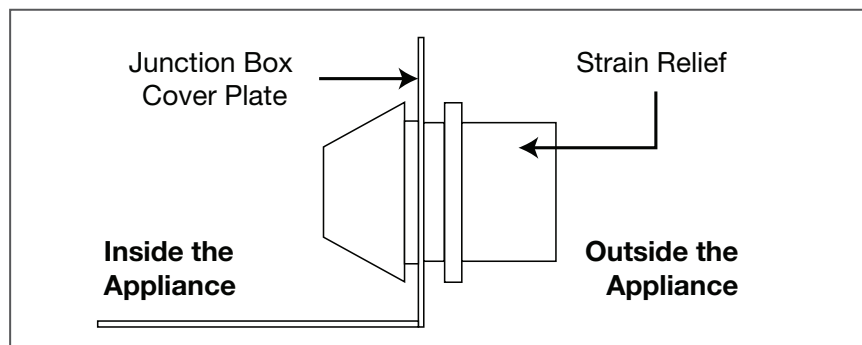 Junction Box
Cover Plate
Strain Relief
Inside the
Appliance
Outside the
Appliance